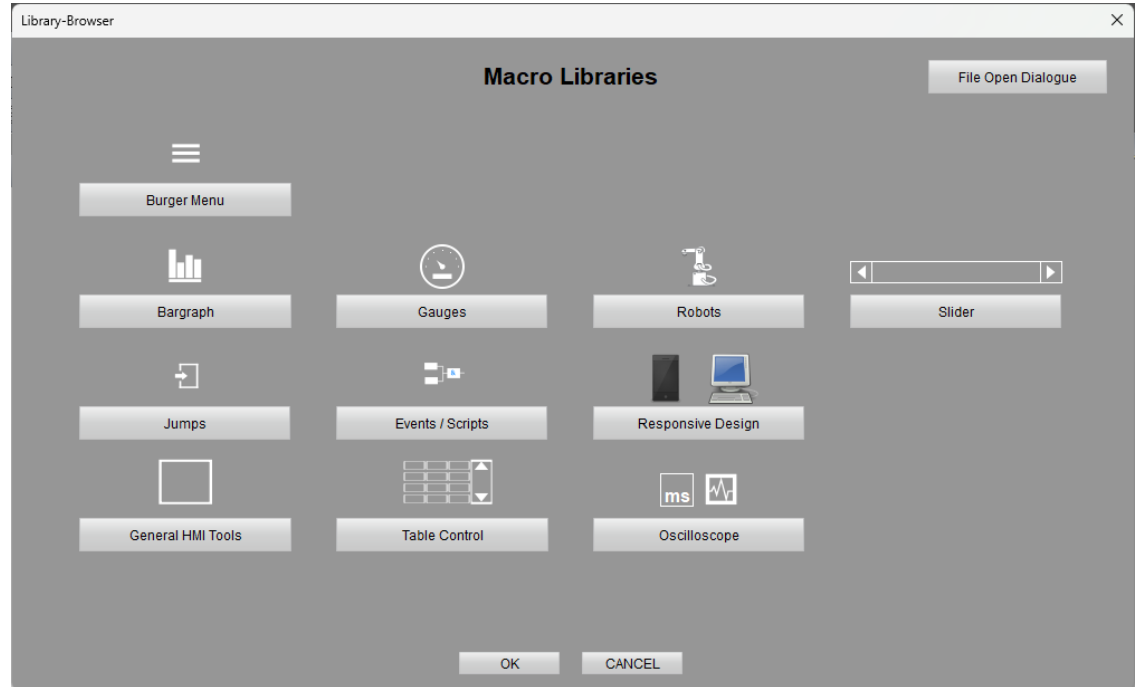 Library-Browser
Macro Libraries
File Open Dialogue
Burger Menu
Bargraph
Gauges
Robots
Slider
Jumps
Events / Scripts
Responsive Design
ms
General HMI Tools
Table Control
Oscilloscope
OK
CANCEL